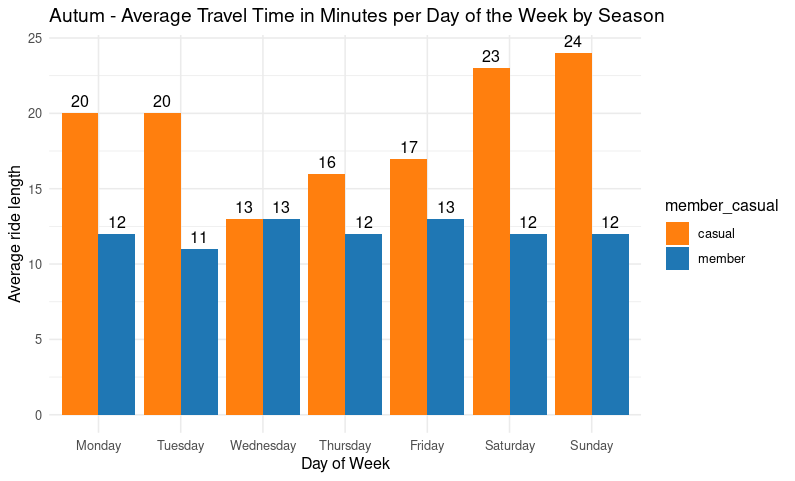 Autum - Average Travel Time in Minutes per Day of the Week by Season
Average ride length
25
20
15
10
5
0
20
12
20
11
13
13
16
12
17
13
23
12
24
12
Monday
Tuesday
Wednesday
Thursday
Friday
Saturday
Sunday
Day of Week
member_casual
casual
member